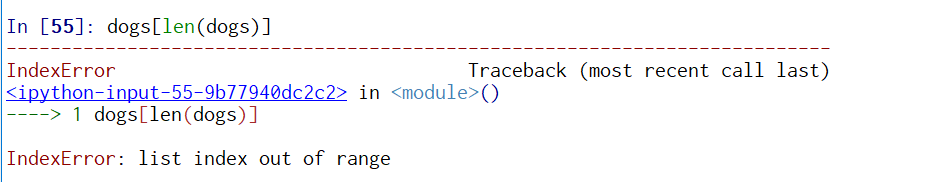 In [55]: dogs[len(dogs)]
---------------------------------------------------------------------------
IndexError                                Traceback (most recent call last)
<ipython-input-55-9b77940dc2c2> in <module>()
----> 1 dogs[len(dogs)]
IndexError: list index out of range